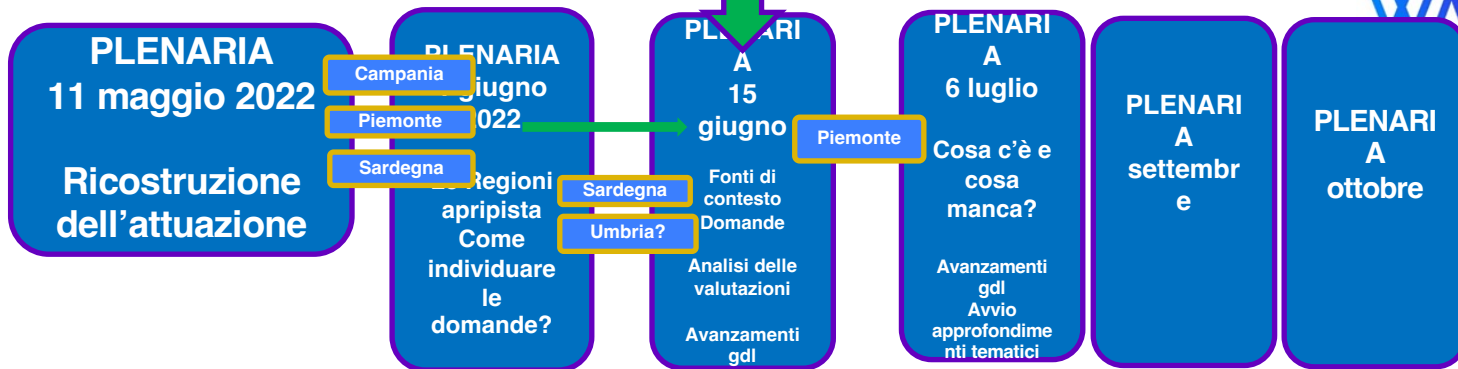 PLENARIA
11 maggio 2022
Ricostruzione
dell’attuazione
Campania
Piemonte
Sardegna
PLENARIA
giugno
2022
Regioni
apripista
Come
individuare
le
domande?
Sardegna
Umbria?
PLENARI
A
15
giugno
Fonti di
contesto
Domande
Analisi delle
valutazioni
Avanzamenti
gdl
Piemonte
PLENARI
A
6 luglio
Cosa c’è e
cosa
manca?
Avanzamenti
gdl
Avvio
approfondime
nti tematici
PLENARI
A
settembr
e
PLENARI
A
ottobre